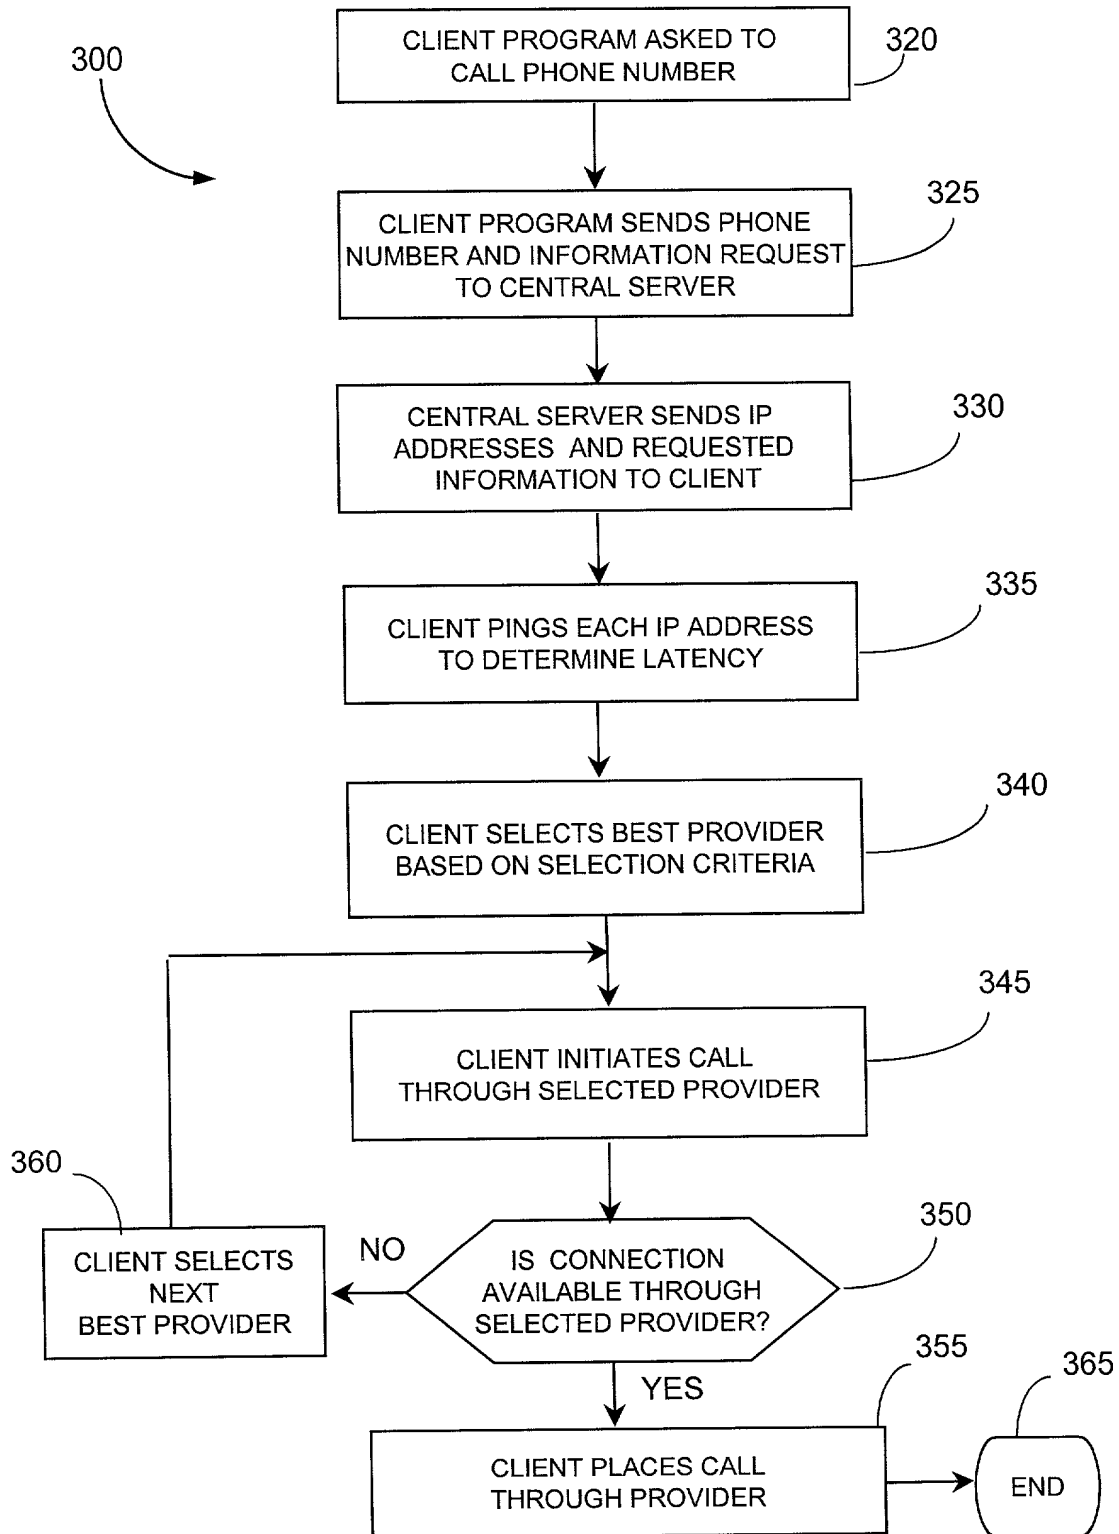 300
CLIENT PROGRAM ASKED TO
CALL PHONE NUMBER
320
CLIENT PROGRAM SENDS PHONE
NUMBER AND INFORMATION REQUEST
TO CENTRAL SERVER
325
CENTRAL SERVER SENDS IP
ADDRESSES AND REQUESTED
INFORMATION TO CLIENT
330
CLIENT PINGS EACH IP ADDRESS
TO DETERMINE LATENCY
335
CLIENT SELECTS BEST PROVIDER
BASED ON SELECTION CRITERIA
340
CLIENT INITIATES CALL
THROUGH SELECTED PROVIDER
345
IS CONNECTION
AVAILABLE THROUGH
SELECTED PROVIDER?
350
NO
360
CLIENT SELECTS
NEXT
BEST PROVIDER
YES
355
CLIENT PLACES CALL
THROUGH PROVIDER
365
END